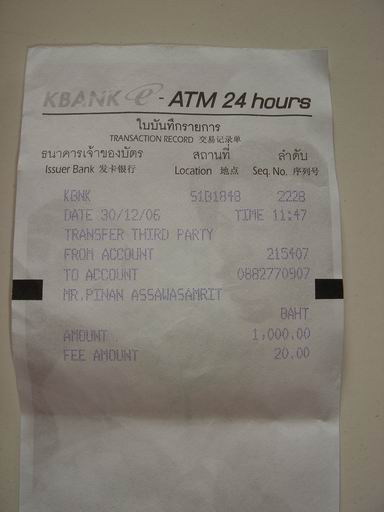 KBANK e - ATM 24 hours
ใบบันทึกรายการ
TRANSACTION RECORD 交易记录单
ธนาคารเจ้าของบัตร สถานที่ ลำดับ
Issuer Bank 发卡银行 Location 地点 Seq. No. 序列号
KBNK 51B1848 2228
DATE 30/12/06 TIME 11:47
TRANSFER THIRD PARTY
FROM ACCOUNT 215407
TO ACCOUNT 0882770907
MR.PINAN ASSAWASAMRIT
BAHT
AMOUNT 1,000.00
FEE AMOUNT 20.00